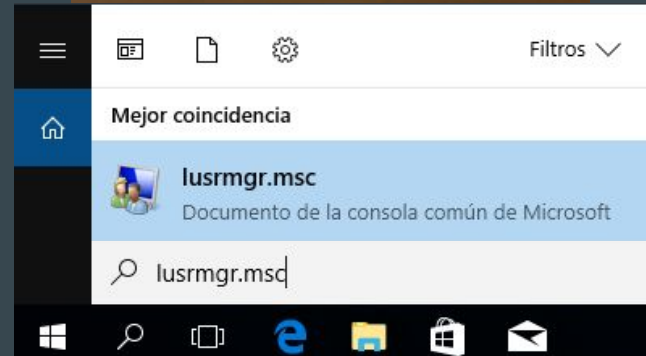 Filtros
Mejor coincidencia
lusrmgr.msc
Documento de la consola común de Microsoft
lusrmgr.msc